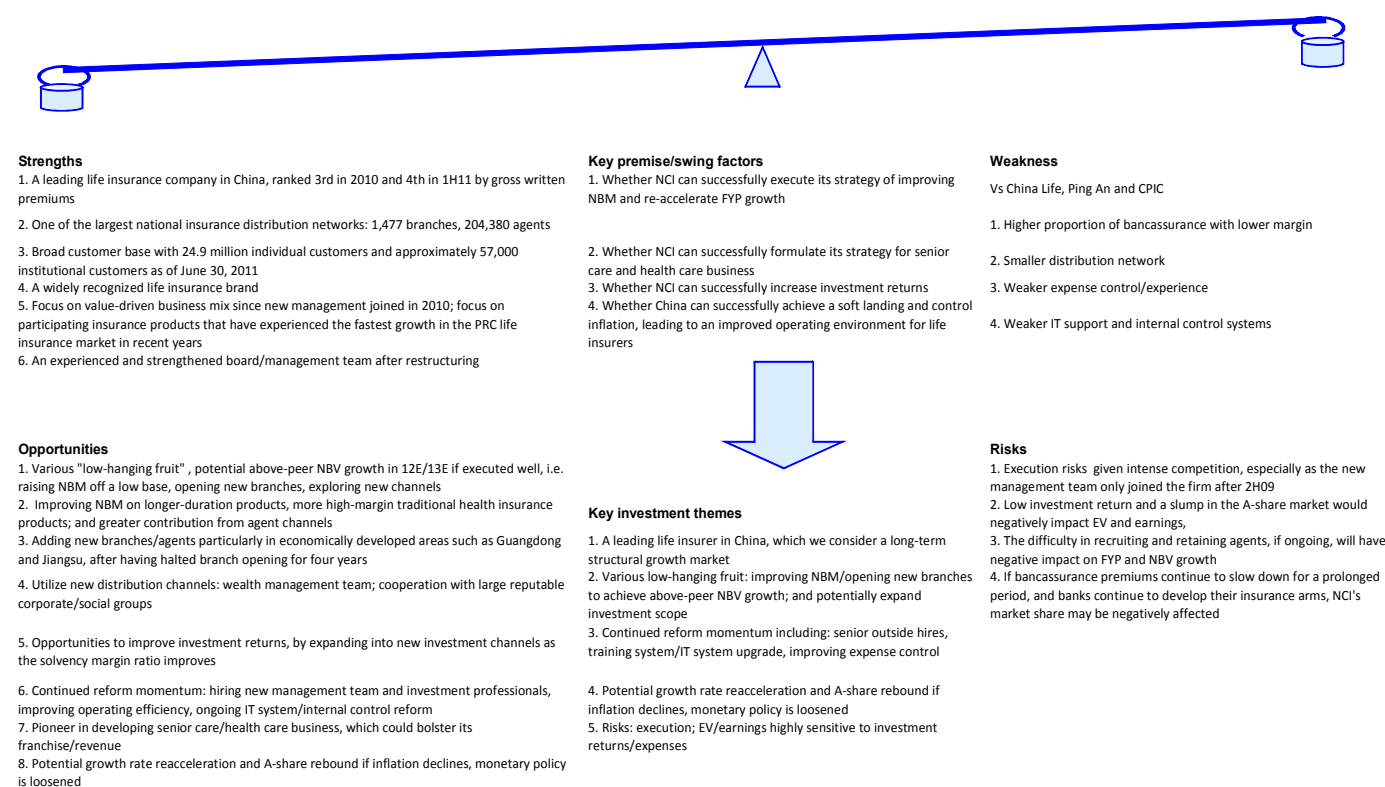 Strengths
1. A leading life insurance company in China, ranked 3rd in 2010 and 4th in 1H11 by gross written
premiums
2. One of the largest national insurance distribution networks: 1,477 branches, 204,380 agents
3. Broad customer base with 24.9 million individual customers and approximately 57,000
institutional customers as of June 30, 2011
4. A widely recognized life insurance brand
5. Focus on value-driven business mix since new management joined in 2010; focus on
participating insurance products that have experienced the fastest growth in the PRC life
insurance market in recent years
6. An experienced and strengthened board/management team after restructuring
Key premise/swing factors
1. Whether NCI can successfully execute its strategy of improving
NBM and re-accelerate FYP growth
2. Whether NCI can successfully formulate its strategy for senior
care and health care business
3. Whether NCI can successfully increase investment returns
4. Whether China can successfully achieve a soft landing and control
inflation, leading to an improved operating environment for life
insurers
Weakness
Vs China Life, Ping An and CPIC
1. Higher proportion of bancassurance with lower margin
2. Smaller distribution network
3. Weaker expense control/experience
4. Weaker IT support and internal control systems
Opportunities
1. Various "low-hanging fruit" , potential above-peer NBV growth in 12E/13E if executed well, i.e.
raising NBM off a low base, opening new branches, exploring new channels
2.  Improving NBM on longer-duration products, more high-margin traditional health insurance
products; and greater contribution from agent channels
3. Adding new branches/agents particularly in economically developed areas such as Guangdong
and Jiangsu, after having halted branch opening for four years
4. Utilize new distribution channels: wealth management team; cooperation with large reputable
corporate/social groups
5. Opportunities to improve investment returns, by expanding into new investment channels as
the solvency margin ratio improves
6. Continued reform momentum: hiring new management team and investment professionals,
improving operating efficiency, ongoing IT system/internal control reform
7. Pioneer in developing senior care/health care business, which could bolster its
franchise/revenue
8. Potential growth rate reacceleration and A-share rebound if inflation declines, monetary policy
is loosened
Key investment themes
1. A leading life insurer in China, which we consider a long-term
structural growth market
2. Various low-hanging fruit: improving NBM/opening new branches
to achieve above-peer NBV growth; and potentially expand
investment scope
3. Continued reform momentum including: senior outside hires,
training system/IT system upgrade, improving expense control
4. Potential growth rate reacceleration and A-share rebound if
inflation declines, monetary policy is loosened
5. Risks: execution; EV/earnings highly sensitive to investment
returns/expenses
Risks
1. Execution risks  given intense competition, especially as the new
management team only joined the firm after 2H09
2. Low investment return and a slump in the A-share market would
negatively impact EV and earnings,
3. The difficulty in recruiting and retaining agents, if ongoing, will have
negative impact on FYP and NBV growth
4. If bancassurance premiums continue to slow down for a prolonged
period, and banks continue to develop their insurance arms, NCI's
market share may be negatively affected